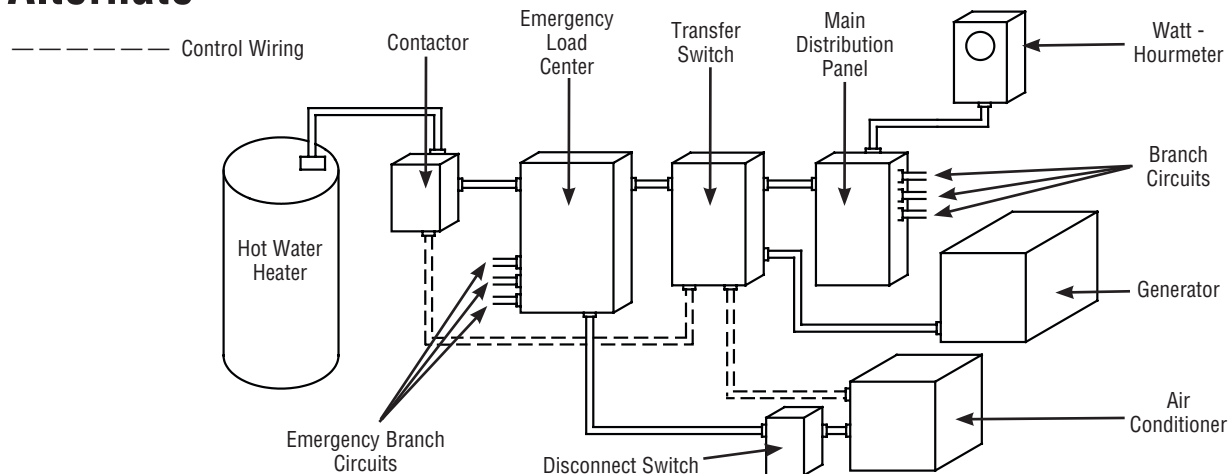 Alternate
Control Wiring
Contactor
Emergency
Load
Center
Transfer
Switch
Main
Distribution
Panel
Watt -
Hourmeter
Branch
Circuits
Hot Water
Heater
Generator
Air
Conditioner
Emergency Branch
Circuits
Disconnect Switch